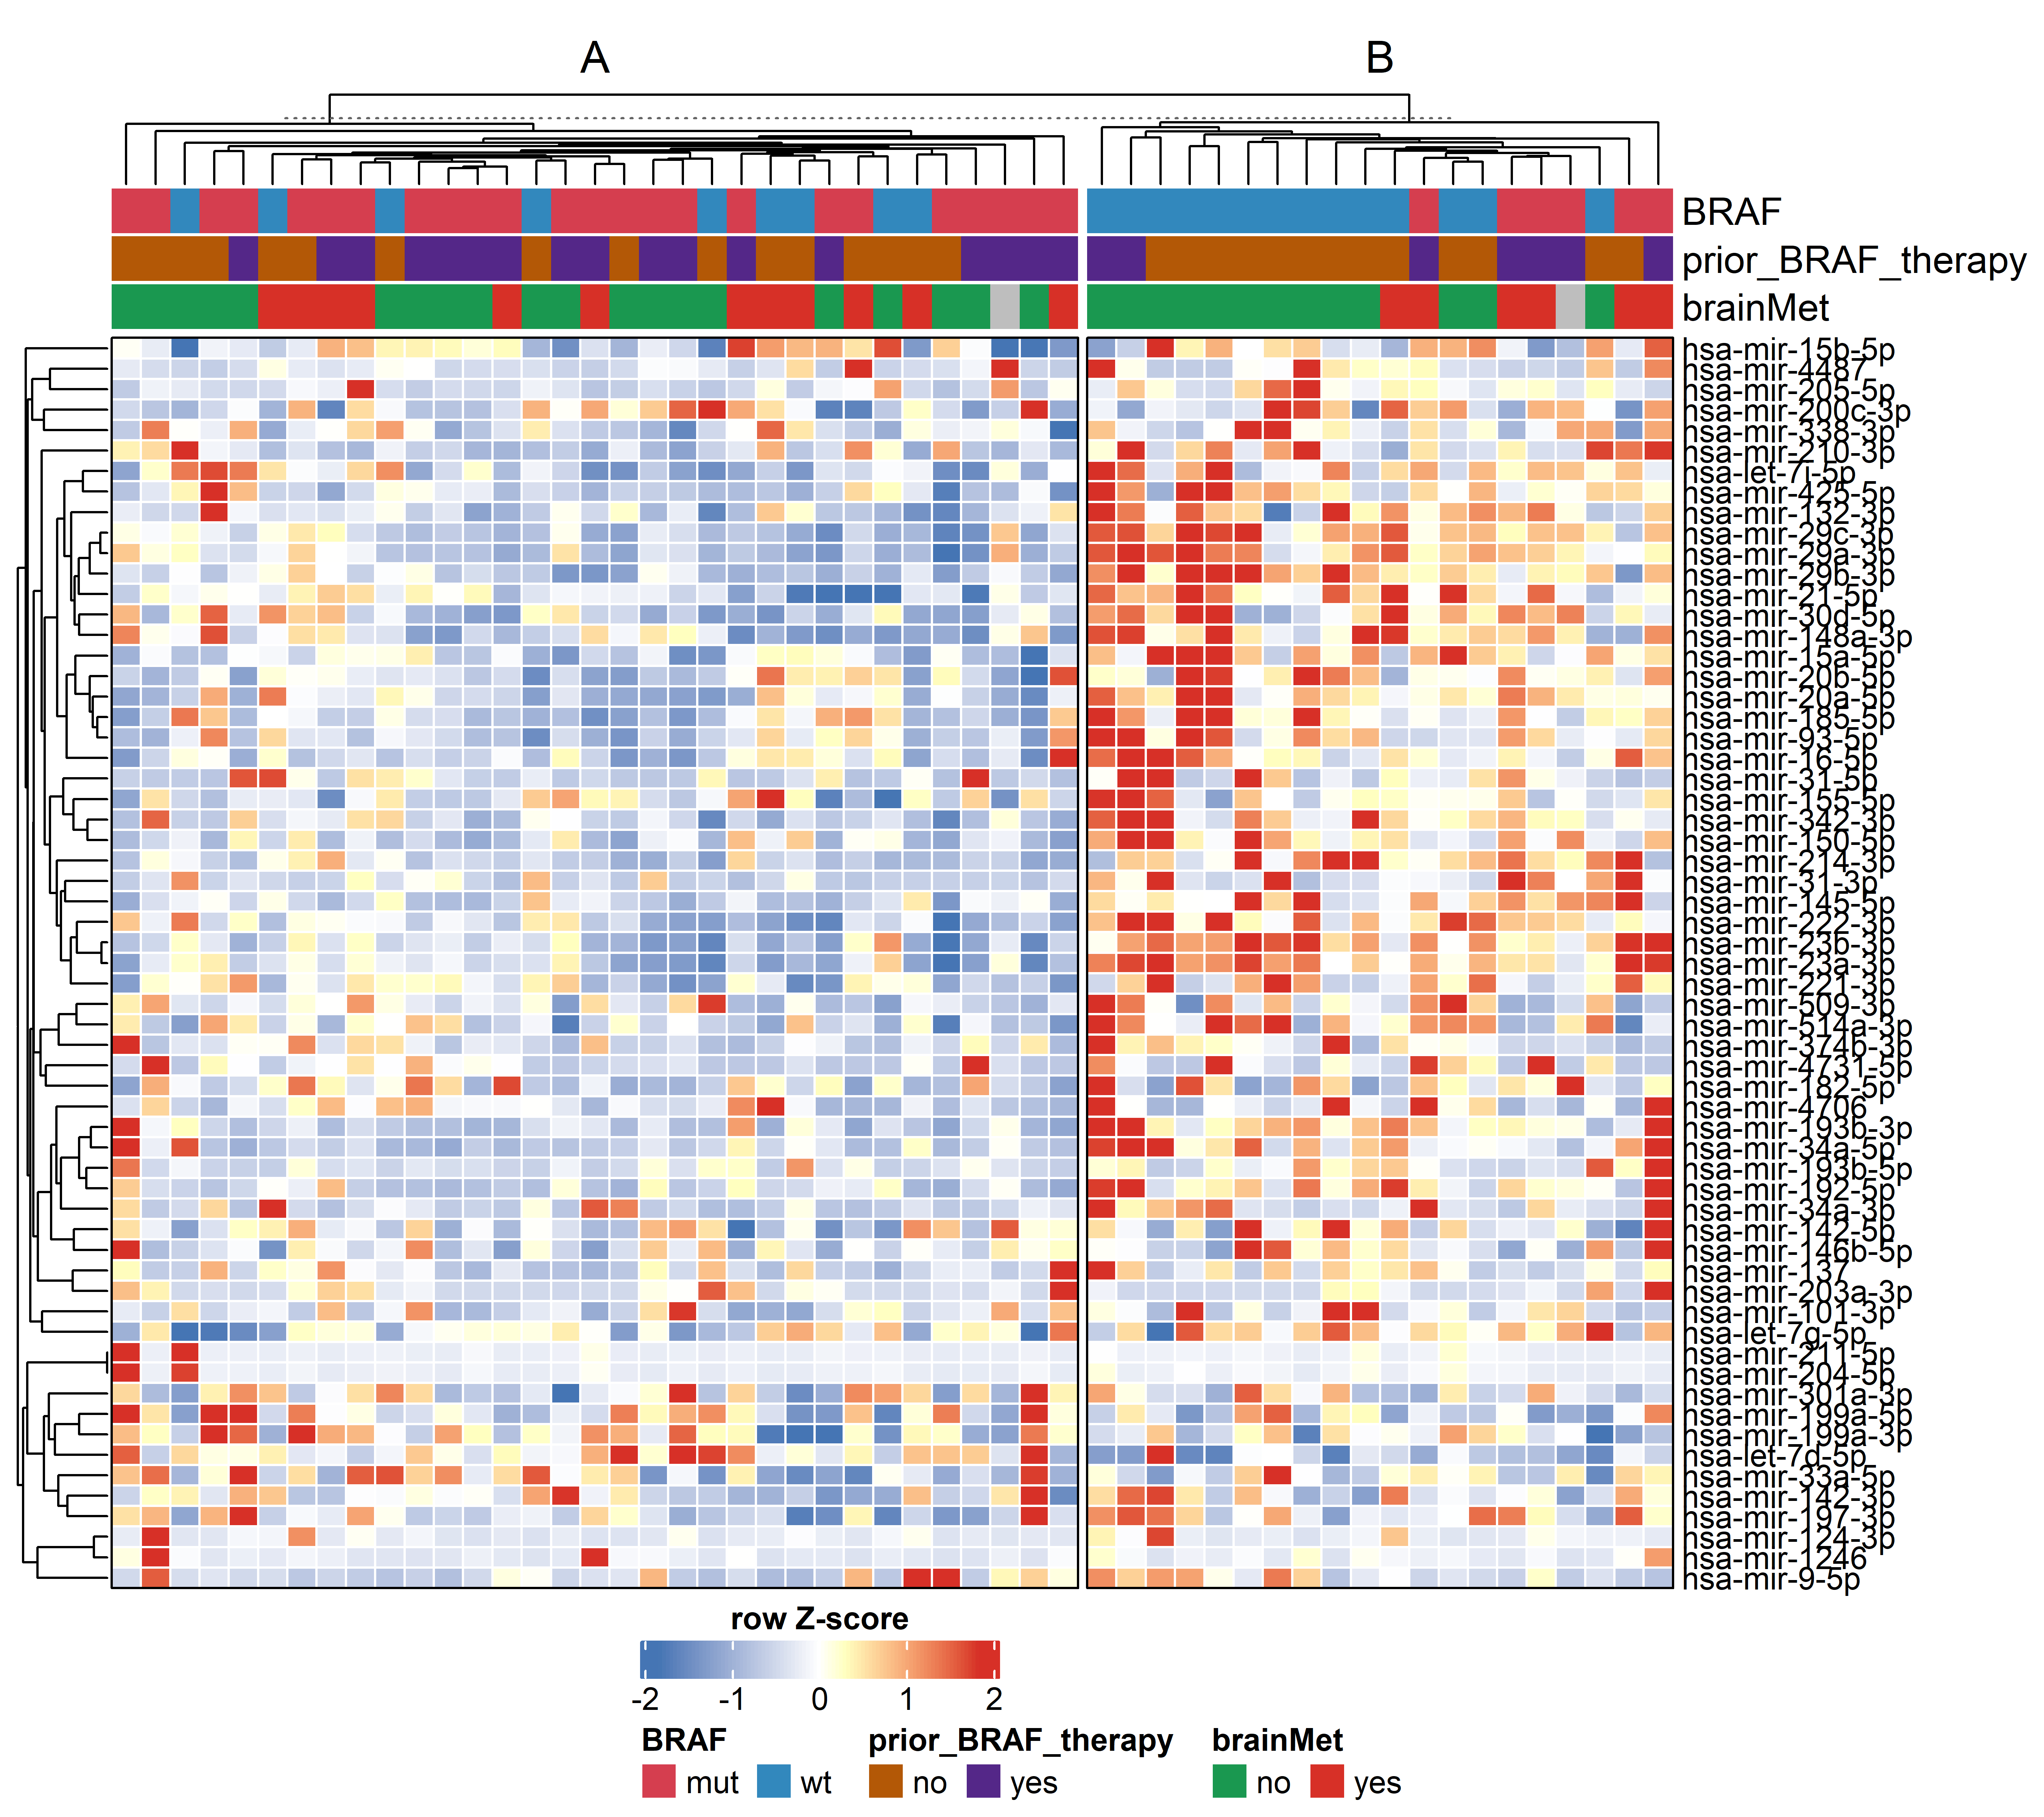 A B
BRAF
prior_BRAF_therapy
brainMet
hsa-mir-15b-5p
hsa-mir-4487
hsa-mir-205-5p
hsa-mir-200c-3p
hsa-mir-338-3p
hsa-mir-210-3p
hsa-let-7i-5p
hsa-mir-425-5p
hsa-mir-132-3p
hsa-mir-29c-3p
hsa-mir-29a-3p
hsa-mir-29b-3p
hsa-mir-21-5p
hsa-mir-30d-5p
hsa-mir-148a-3p
hsa-mir-15a-5p
hsa-mir-20b-5p
hsa-mir-20a-5p
hsa-mir-185-5p
hsa-mir-93-5p
hsa-mir-16-5p
hsa-mir-31-5p
hsa-mir-155-5p
hsa-mir-342-3p
hsa-mir-150-5p
hsa-mir-214-3p
hsa-mir-31-3p
hsa-mir-145-5p
hsa-mir-222-3p
hsa-mir-23b-3p
hsa-mir-23a-3p
hsa-mir-221-3p
hsa-mir-509-3p
hsa-mir-514a-3p
hsa-mir-374b-3p
hsa-mir-4731-5p
hsa-mir-182-5p
hsa-mir-4706
hsa-mir-193b-3p
hsa-mir-34a-5p
hsa-mir-193b-5p
hsa-mir-192-5p
hsa-mir-34a-3p
hsa-mir-142-5p
hsa-mir-146b-5p
hsa-mir-137
hsa-mir-203a-3p
hsa-mir-101-3p
hsa-let-7g-5p
hsa-mir-211-5p
hsa-mir-204-5p
hsa-mir-301a-3p
hsa-mir-199a-5p
hsa-mir-199a-3p
hsa-let-7d-5p
hsa-mir-33a-5p
hsa-mir-142-3p
hsa-mir-197-3p
hsa-mir-124-3p
hsa-mir-1246
hsa-mir-9-5p
row Z-score
-2 -1 0 1 2
BRAF prior_BRAF_therapy brainMet
mut wt no yes no yes